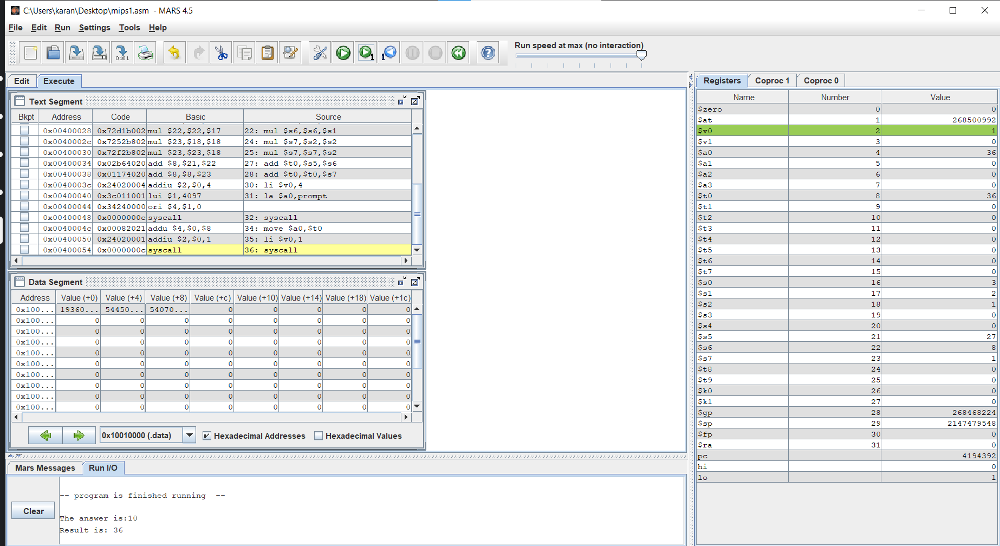 C:\Users\karan\Desktop\mips1.asm - MARS 4.5
File Edit Run Settings Tools Help
Run speed at max (no interaction)
Edit Execute
Text Segment
Bkpt Address Code Basic Source
0x00400028 0x72d1b002 mul $22,$22,$17 22: mul $s6,$s6,$s1
0x0040002c 0x7252b802 mul $23,$18,$18 24: mul $s7,$s2,$s2
0x00400030 0x72f2b802 mul $23,$23,$18 25: mul $s7,$s7,$s2
0x00400034 0x02b64020 add $8,$21,$22 27: add $t0,$s5,$s6
0x00400038 0x01174020 add $8,$8,$23 28: add $t0,$t0,$s7
0x0040003c 0x24020004 addiu $2,$0,4 30: li $v0,4
0x00400040 0x3c011001 lui $1,4097 31: la $a0,prompt
0x00400044 0x34240000 ori $4,$1,0
0x00400048 0x0000000c syscall 32: syscall
0x0040004c 0x00082021 addu $4,$0,$8 34: move $a0,$t0
0x00400050 0x24020001 addiu $2,$0,1 35: li $v0,1
0x00400054 0x0000000c syscall 36: syscall
Data Segment
Address Value (+0) Value (+4) Value (+8) Value (+c) Value (+10) Value (+14) Value (+18) Value (+1c)
0x100... 19360... 54450... 54070... 0 0 0 0 0
0x100... 0 0 0 0 0 0 0 0
0x100... 0 0 0 0 0 0 0 0
0x100... 0 0 0 0 0 0 0 0
0x100... 0 0 0 0 0 0 0 0
0x100... 0 0 0 0 0 0 0 0
0x100... 0 0 0 0 0 0 0 0
0x100... 0 0 0 0 0 0 0 0
0x100... 0 0 0 0 0 0 0 0
0x100... 0 0 0 0 0 0 0 0
0x10010000 (.data) Hexadecimal Addresses Hexadecimal Values
Mars Messages Run I/O
Clear
-- program is finished running --
The answer is:10
Result is: 36
Registers Coproc 1 Coproc 0
Name Number Value
$zero 0 0
$at 1 268500992
$v0 2 1
$v1 3 0
$a0 4 36
$a1 5 0
$a2 6 0
$a3 7 0
$t0 8 36
$t1 9 0
$t2 10 0
$t3 11 0
$t4 12 0
$t5 13 0
$t6 14 0
$t7 15 0
$s0 16 3
$s1 17 2
$s2 18 1
$s3 19 0
$s4 20 0
$s5 21 27
$s6 22 8
$s7 23 1
$t8 24 0
$t9 25 0
$k0 26 0
$k1 27 0
$gp 28 268468224
$sp 29 2147479548
$fp 30 0
$ra 31 0
pc 4194392
hi 0
lo 1